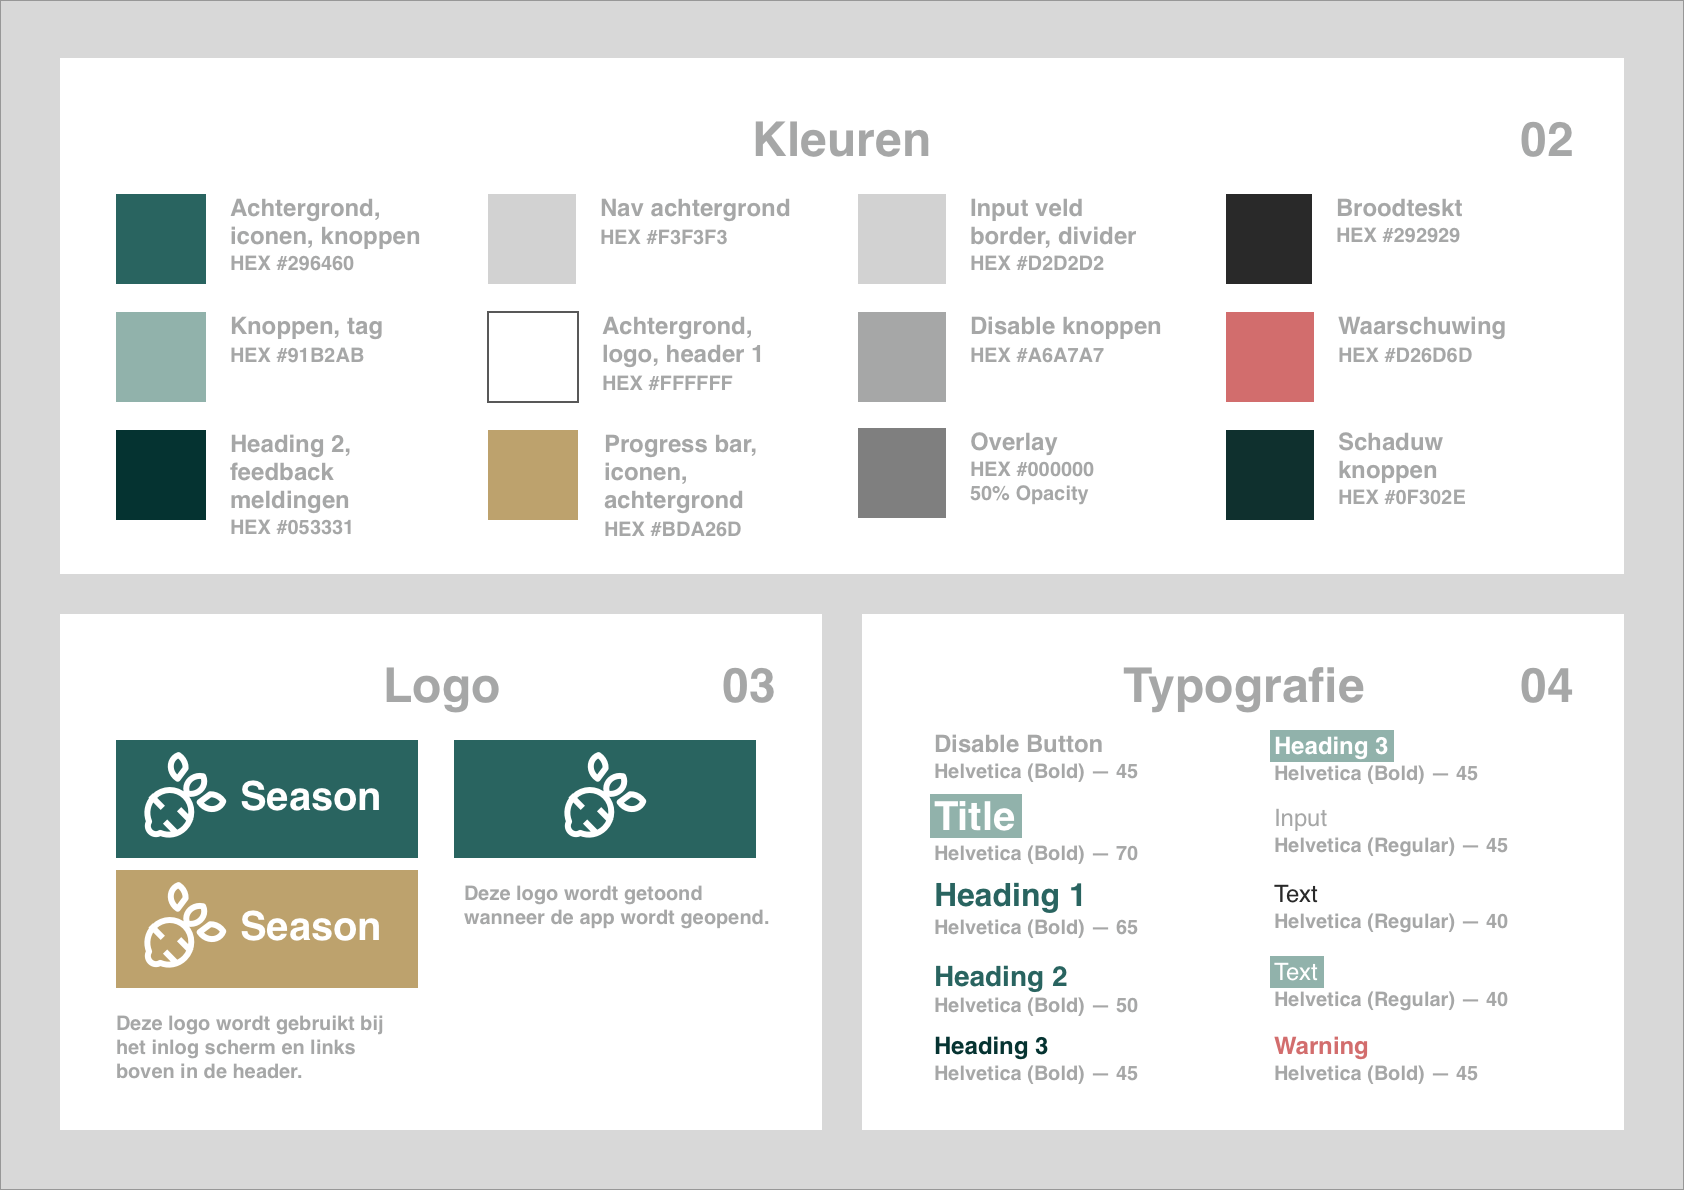 Kleuren
02
Achtergrond,
iconen, knoppen
HEX #296460
Nav achtergrond
HEX #F3F3F3
Input veld
border, divider
HEX #D2D2D2
Broodteskt
HEX #292929
Knoppen, tag
HEX #91B2AB
Achtergrond,
logo, header 1
HEX #FFFFFF
Disable knoppen
HEX #A6A7A7
Waarschuwing
HEX #D26D6D
Heading 2,
feedback
meldingen
HEX #053331
Progress bar,
iconen,
achtergrond
HEX #BDA26D
Overlay
HEX #000000
50% Opacity
Schaduw
knoppen
HEX #0F302E
Logo
03
Season
Season
Deze logo wordt gebruikt bij
het inlog scherm en links
boven in de header.
Deze logo wordt getoond
wanneer de app wordt geopend.
Typografie
04
Disable Button
Helvetica (Bold) — 45
Title
Helvetica (Bold) — 70
Heading 1
Helvetica (Bold) — 65
Heading 2
Helvetica (Bold) — 50
Heading 3
Helvetica (Bold) — 45
Heading 3
Helvetica (Bold) — 45
Input
Helvetica (Regular) — 45
Text
Helvetica (Regular) — 40
Text
Helvetica (Regular) — 40
Warning
Helvetica (Bold) — 45